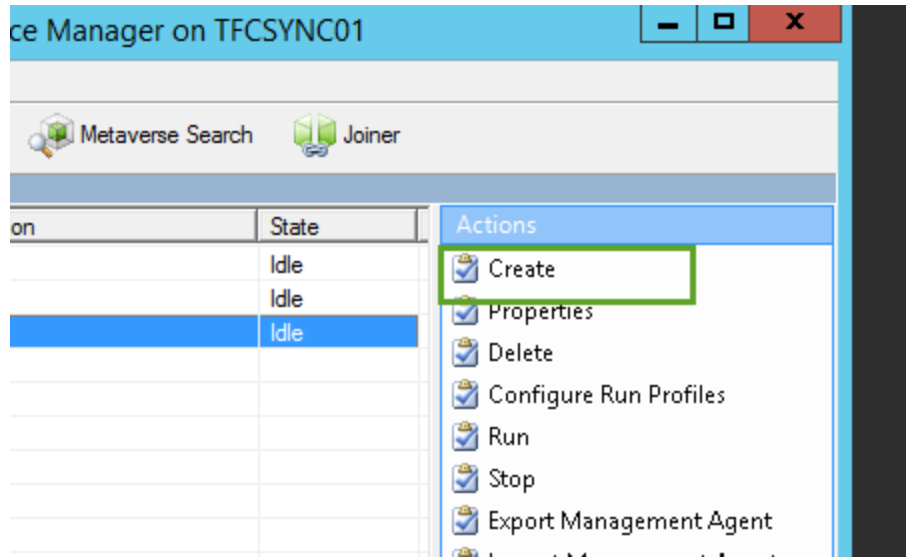 ce Manager on TFCSYNC01
Metaverse Search Joiner
on State Actions
Idle Create
Idle Properties
Idle
Delete
Configure Run Profiles
Run
Stop
Export Management Agent